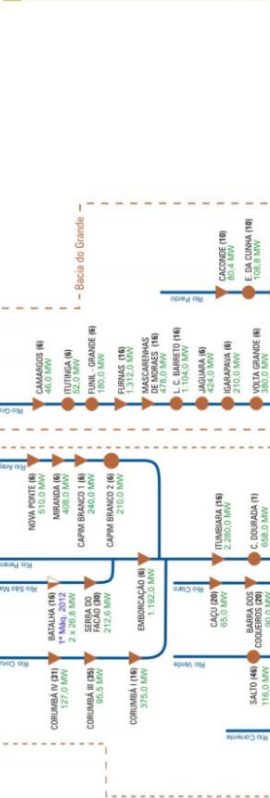 Bacia do Grande
Rio Pardo
CACONDE (10)
80,4 MW
E. DA CUNHA (10)
108,8 MW
CAMARGOS (6)
46,0 MW
ITUTINGA (6)
52,0 MW
FUNIL - GRANDE (6)
180,0 MW
FURNAS (16)
1.312,0 MW
MASCARENHAS
DE MORAES (16)
478,0 MW
L. C. BARRETO (16)
1.104,0 MW
JAGUARA (6)
424,0 MW
IGARAPAVA (6)
210,0 MW
VOLTA GRANDE (6)
380,0 MW
NOVA PONTE (6)
510,0 MW
MIRANDA (6)
408,0 MW
CAPIM BRANCO 1 (6)
240,0 MW
CAPIM BRANCO 2 (6)
210,0 MW
BATALHA (16)
1ª Máq. 2012
2 x 26,8 MW
SERRA DO
FACÃO (30)
212,6 MW
EMBORCAÇÃO (6)
1.192,0 MW
ITUMBIARA (16)
2.280,0 MW
C. DOURADA (1)
658,0 MW
CORUMBÁ IV (31)
127,0 MW
CORUMBÁ III (35)
95,5 MW
CORUMBÁ I (16)
375,0 MW
Rio Claro
CAÇU (20)
65,0 MW
BARRA DOS
COQUEIROS (20)
90,0 MW
Rio Verde
SALTO (46)
116,0 MW
Rio Corrente